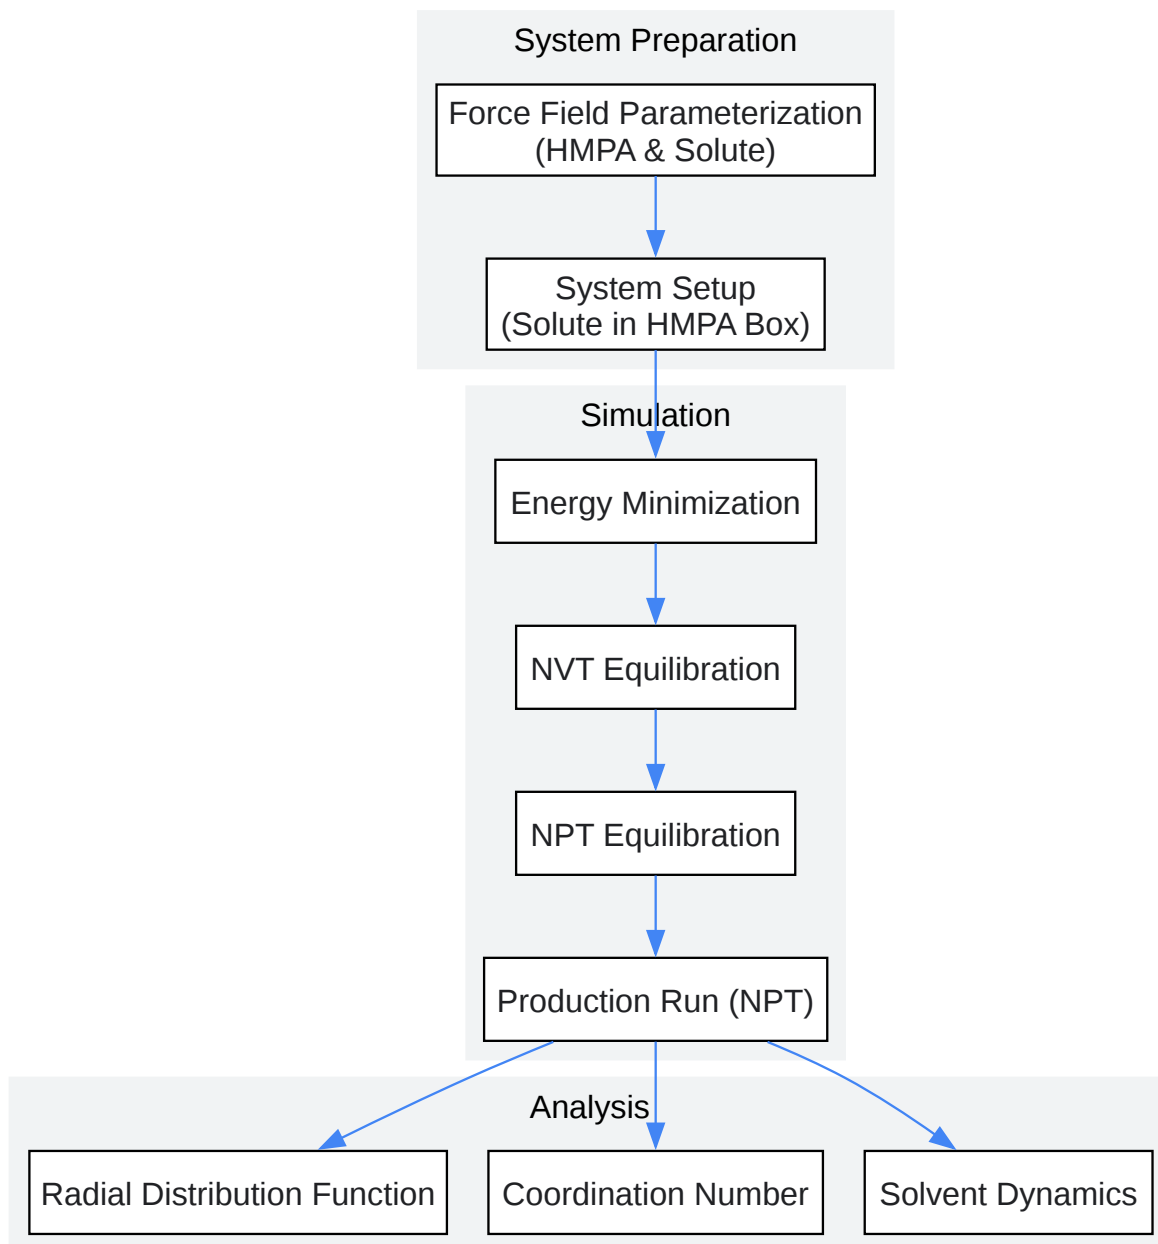 System Preparation
Force Field Parameterization
(HMPA & Solute)
System Setup
(Solute in HMPA Box)
Simulation
Energy Minimization
NVT Equilibration
NPT Equilibration
Production Run (NPT)
Analysis
Radial Distribution Function
Coordination Number
Solvent Dynamics